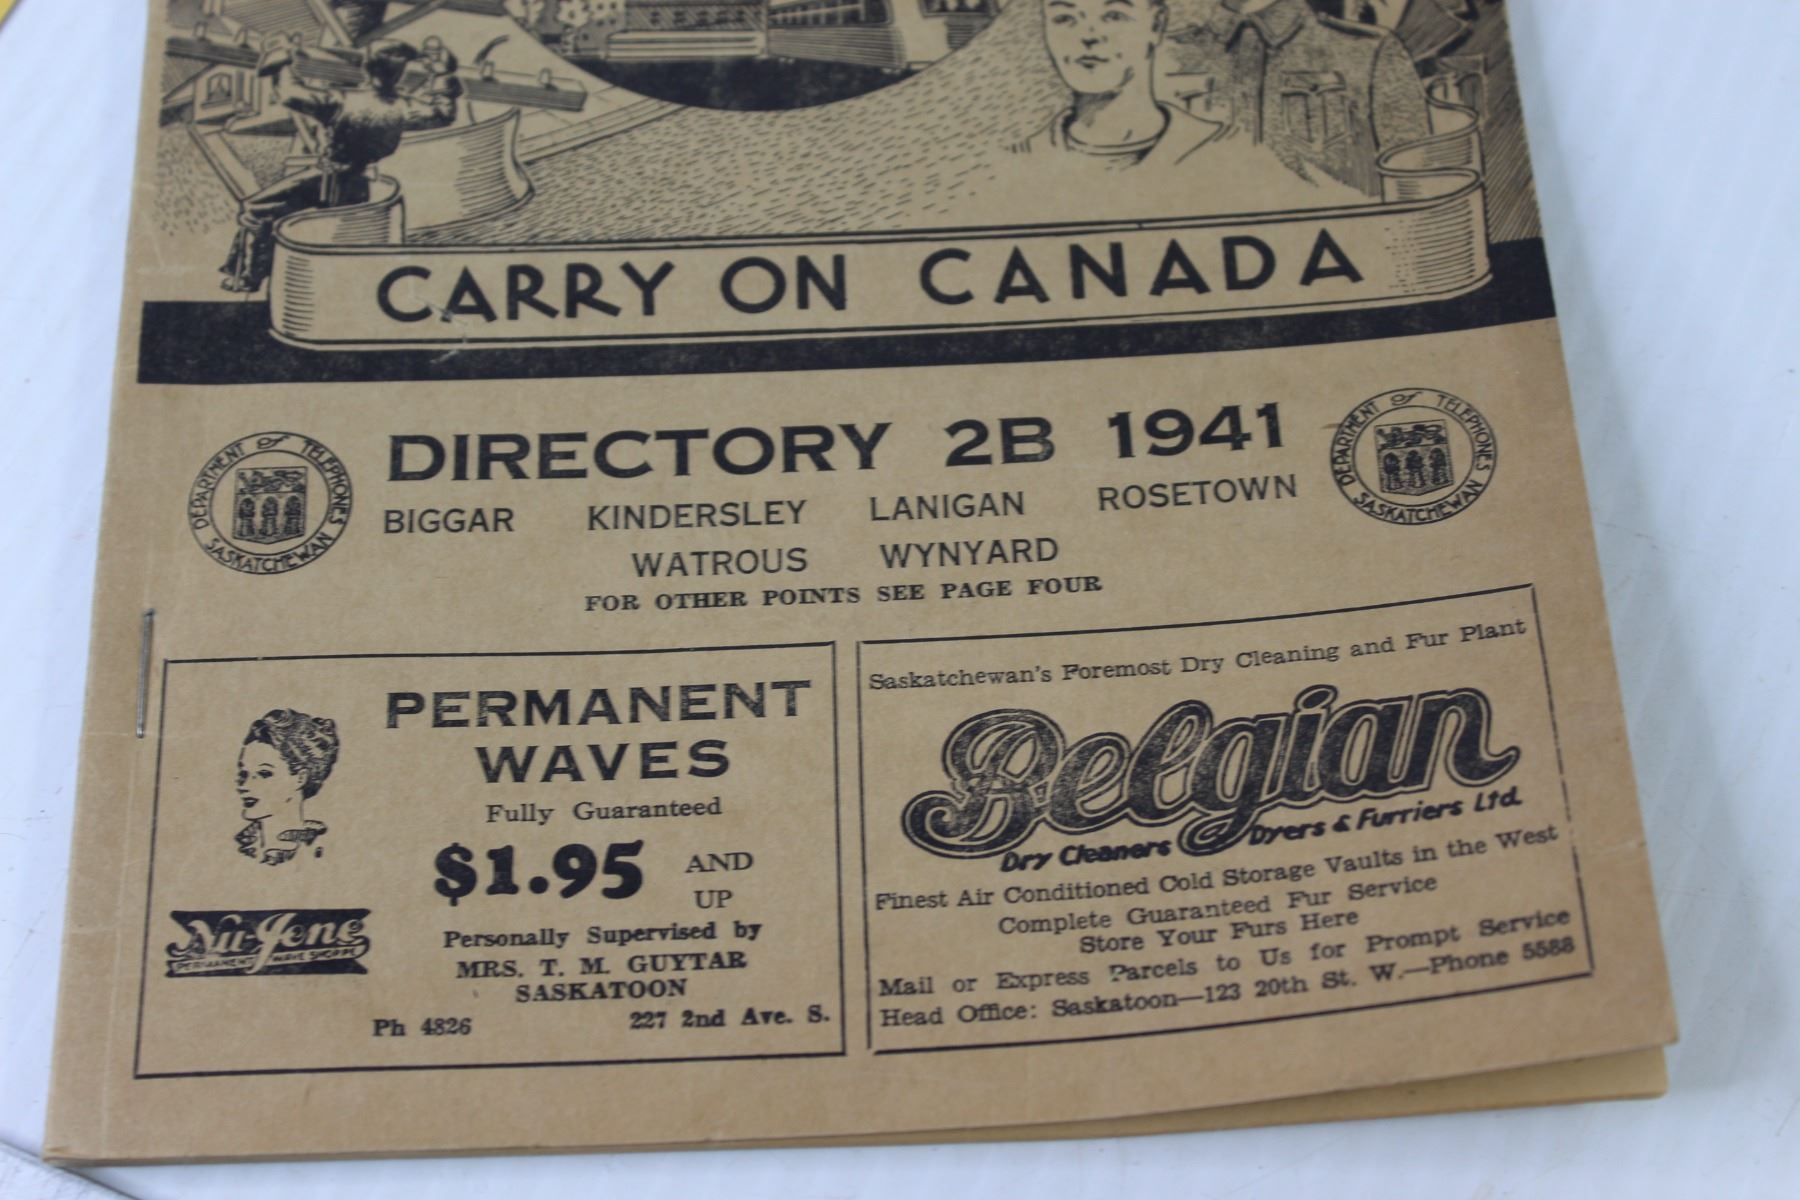 CARRY ON CANADA
DEPARTMENT of TELEPHONES
SASKATCHEWAN
DIRECTORY 2B 1941
BIGGAR KINDERSLEY LANIGAN ROSETOWN
WATROUS WYNYARD
FOR OTHER POINTS SEE PAGE FOUR
DEPARTMENT of TELEPHONES
SASKATCHEWAN
PERMANENT
WAVES
Fully Guaranteed
$1.95 AND
UP
Nu-Jene
PERMANENT WAVE SHOPPE
Personally Supervised by
MRS. T. M. GUYTAR
SASKATOON
Ph 4826 227 2nd Ave. S.
Saskatchewan's Foremost Dry Cleaning and Fur Plant
Belgian
Dry Cleaners Dyers & Furriers Ltd.
Finest Air Conditioned Cold Storage Vaults in the West
Complete Guaranteed Fur Service
Store Your Furs Here
Mail or Express Parcels to Us for Prompt Service
Head Office: Saskatoon—123 20th St. W.—Phone 5588